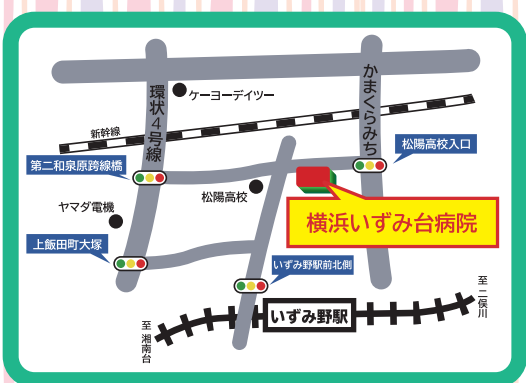 環状4号線
ケーヨーデイツー
かまくらみち
新幹線
松陽高校入口
第二和泉原跨線橋
松陽高校
ヤマダ電機
横浜いずみ台病院
上飯田町大塚
いずみ野駅前北側
至 二俣川
いずみ野駅
至 湘南台